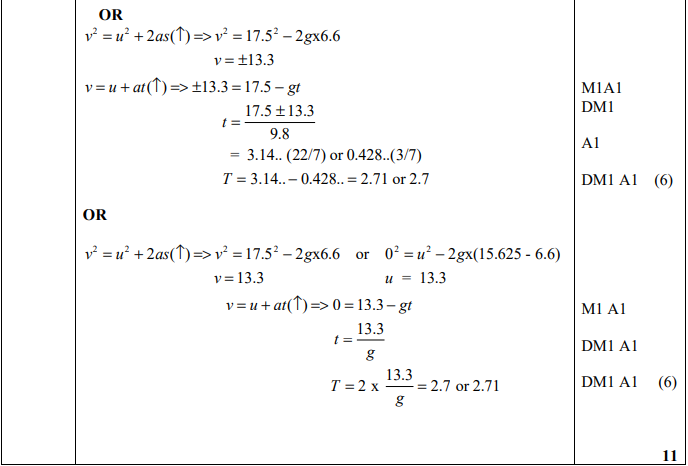 OR
v² = u² + 2as(↑) => v² = 17.5² − 2gx6.6
v = ±13.3
v = u + at(↑) => ±13.3 = 17.5 − gt M1A1
DM1
t = (17.5 ± 13.3)/9.8
= 3.14.. (22/7) or 0.428..(3/7) A1
T = 3.14.. − 0.428.. = 2.71 or 2.7 DM1 A1 (6)
OR
v² = u² + 2as(↑) => v² = 17.5² − 2gx6.6 or 0² = u² − 2gx(15.625 - 6.6)
v = 13.3 u = 13.3
v = u + at(↑) => 0 = 13.3 − gt M1 A1
t = 13.3/g DM1 A1
T = 2 x 13.3/g = 2.7 or 2.71 DM1 A1 (6)
11